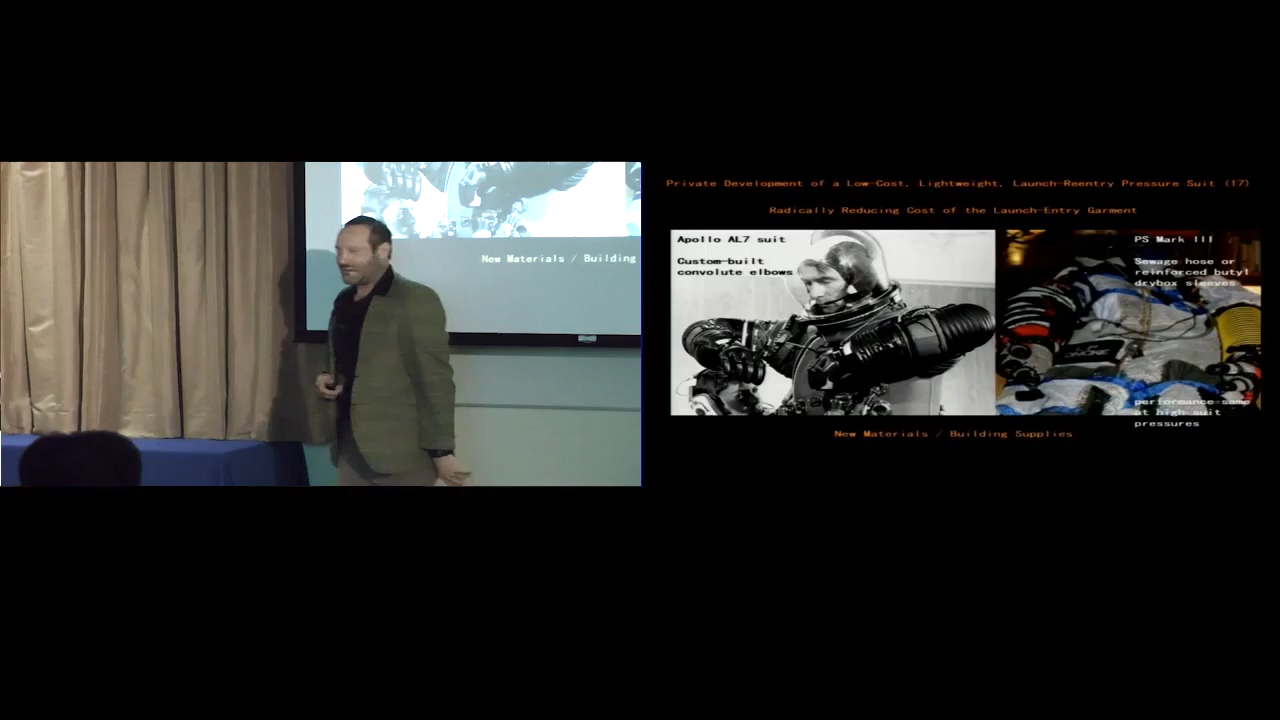 New Materials / Building
Private Development of a Low-Cost, Lightweight, Launch-Reentry Pressure Suit (17)
Radically Reducing Cost of the Launch-Entry Garment
Apollo AL7 suit
Custom-built
convolute elbows
PS Mark III
Sewage hose or
reinforced butyl
drybox sleeves
performance same
at high suit
pressures
New Materials / Building Supplies